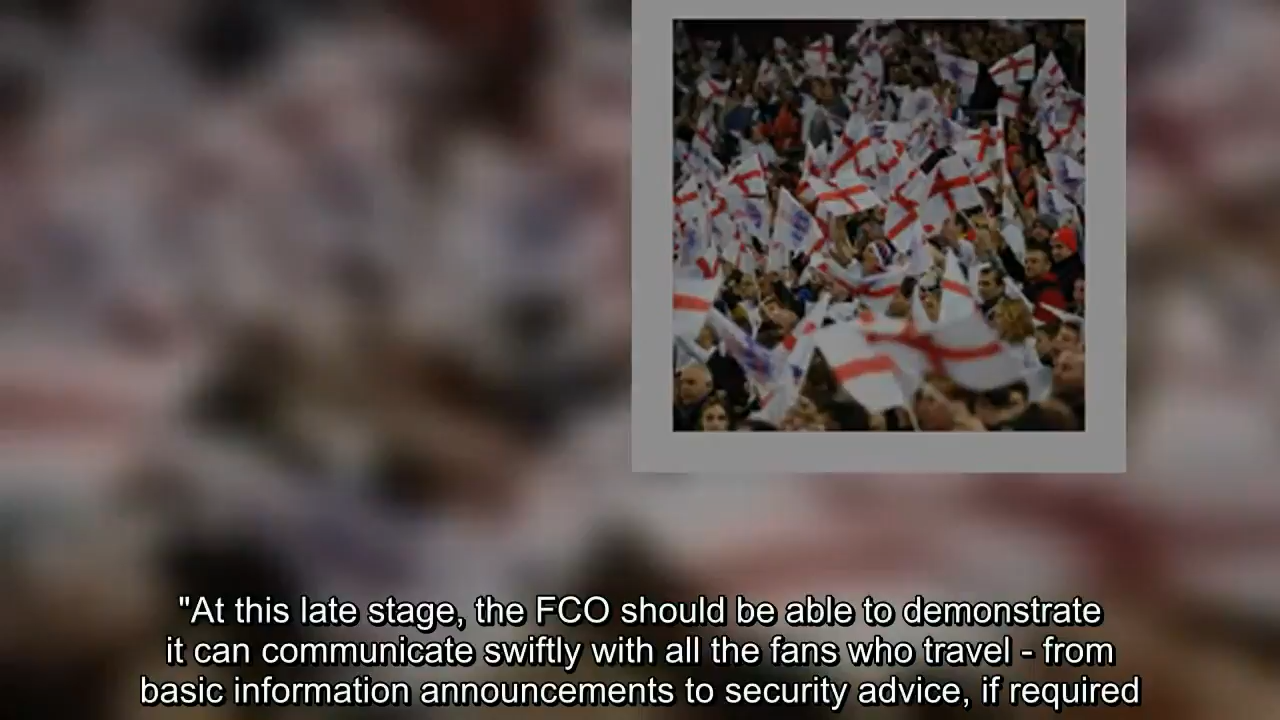 "At this late stage, the FCO should be able to demonstrate
it can communicate swiftly with all the fans who travel - from
basic information announcements to security advice, if required